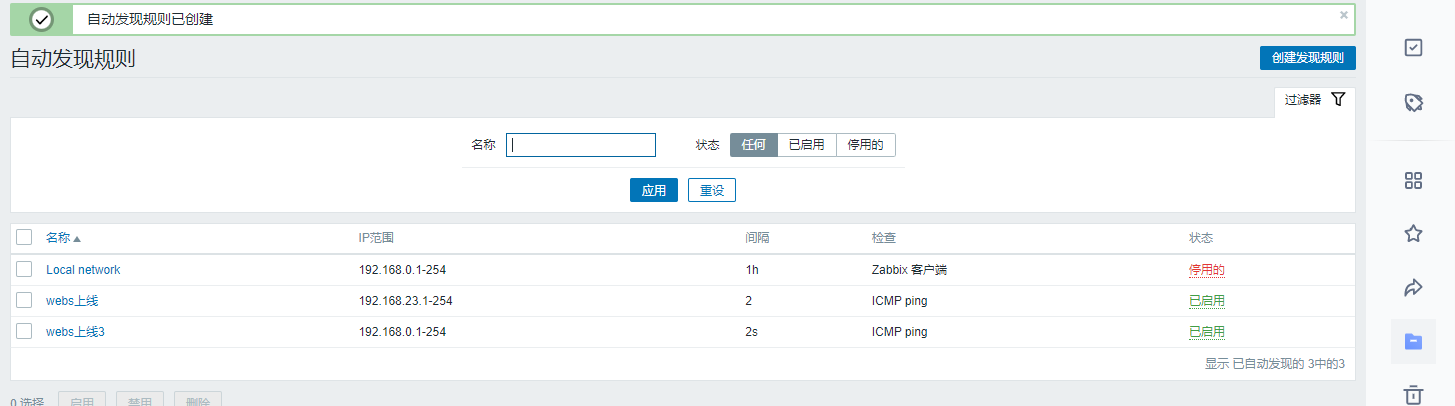 自动发现规则已创建
自动发现规则 创建发现规则
过滤器
名称 状态 任何 已启用 停用的
应用 重设
名称 IP范围 间隔 检查 状态
Local network 192.168.0.1-254 1h Zabbix 客户端 停用的
webs上线 192.168.23.1-254 2 ICMP ping 已启用
webs上线3 192.168.0.1-254 2s ICMP ping 已启用
显示 已自动发现的 3中的3
0 选择 启用 禁用 删除